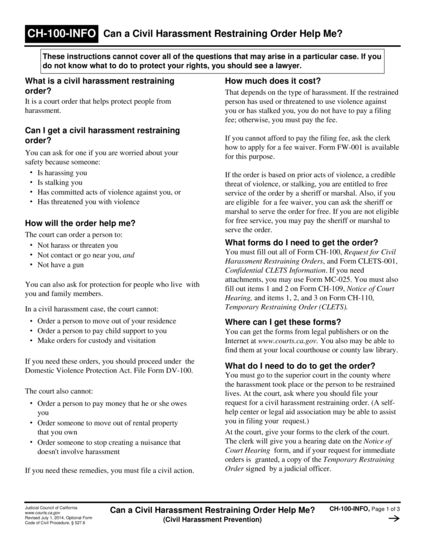 CH-100-INFO Can a Civil Harassment Restraining Order Help Me?
These instructions cannot cover all of the questions that may arise in a particular case. If you
do not know what to do to protect your rights, you should see a lawyer.
What is a civil harassment restraining
order?
It is a court order that helps protect people from
harassment.
Can I get a civil harassment restraining
order?
You can ask for one if you are worried about your
safety because someone:
• Is harassing you
• Is stalking you
• Has committed acts of violence against you, or
• Has threatened you with violence
How will the order help me?
The court can order a person to:
• Not harass or threaten you
• Not contact or go near you, and
• Not have a gun
You can also ask for protection for people who live with
you and family members.
In a civil harassment case, the court cannot:
• Order a person to move out of your residence
• Order a person to pay child support to you
• Make orders for custody and visitation
If you need these orders, you should proceed under the
Domestic Violence Protection Act. File Form DV-100.
The court also cannot:
• Order a person to pay money that he or she owes
you
• Order someone to move out of rental property
that you own
• Order someone to stop creating a nuisance that
doesn't involve harassment
If you need these remedies, you must file a civil action.
How much does it cost?
That depends on the type of harassment. If the restrained
person has used or threatened to use violence against
you or has stalked you, you do not have to pay a filing
fee; otherwise, you must pay the fee.
If you cannot afford to pay the filing fee, ask the clerk
how to apply for a fee waiver. Form FW-001 is available
for this purpose.
If the order is based on prior acts of violence, a credible
threat of violence, or stalking, you are entitled to free
service of the order by a sheriff or marshal. Also, if you
are eligible for a fee waiver, you can ask the sheriff or
marshal to serve the order for free. If you are not eligible
for free service, you may pay the sheriff or marshal to
serve the order.
What forms do I need to get the order?
You must fill out all of Form CH-100, Request for Civil
Harassment Restraining Orders, and Form CLETS-001,
Confidential CLETS Information. If you need
attachments, you may use Form MC-025. You must also
fill out items 1 and 2 on Form CH-109, Notice of Court
Hearing, and items 1, 2, and 3 on Form CH-110,
Temporary Restraining Order (CLETS).
Where can I get these forms?
You can get the forms from legal publishers or on the
Internet at www.courts.ca.gov. You also may be able to
find them at your local courthouse or county law library.
What do I need to do to get the order?
You must go to the superior court in the county where
the harassment took place or the person to be restrained
lives. At the court, ask where you should file your
request for a civil harassment restraining order. (A self-
help center or legal aid association may be able to assist
you in filing your request.)
At the court, give your forms to the clerk of the court.
The clerk will give you a hearing date on the Notice of
Court Hearing form, and if your request for immediate
orders is granted, a copy of the Temporary Restraining
Order signed by a judicial officer.
Judicial Council of California
www.courts.ca.gov
Revised July 1, 2014, Optional Form
Code of Civil Procedure, § 527.6
Can a Civil Harassment Restraining Order Help Me?
(Civil Harassment Prevention)
CH-100-INFO, Page 1 of 3